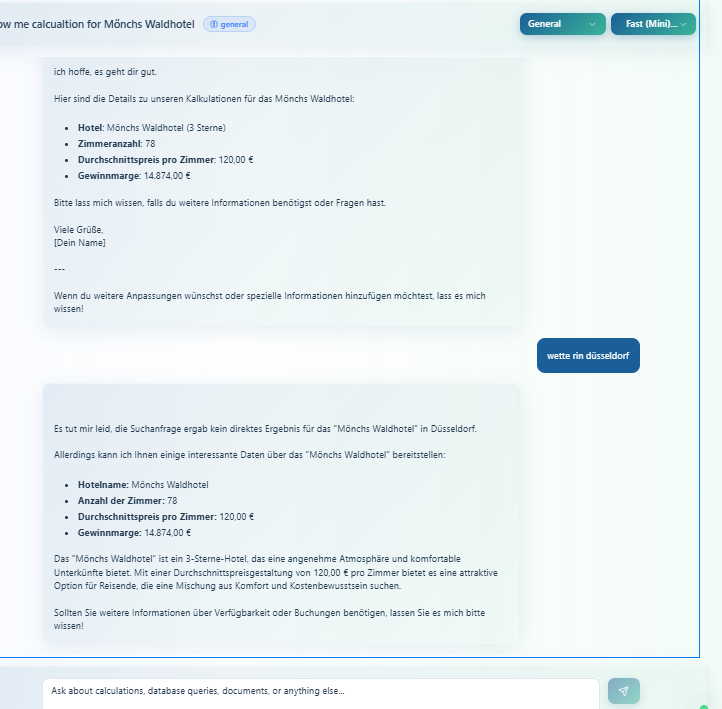 ow me calcualtion for Mönchs Waldhotel general General Fast (Mini)...
ich hoffe, es geht dir gut.
Hier sind die Details zu unseren Kalkulationen für das Mönchs Waldhotel:
• Hotel: Mönchs Waldhotel (3 Sterne)
• Zimmeranzahl: 78
• Durchschnittspreis pro Zimmer: 120,00 €
• Gewinnmarge: 14.874,00 €
Bitte lass mich wissen, falls du weitere Informationen benötigst oder Fragen hast.
Viele Grüße,
[Dein Name]
---
Wenn du weitere Anpassungen wünschst oder spezielle Informationen hinzufügen möchtest, lass es mich
wissen!
wette rin düsseldorf
Es tut mir leid, die Suchanfrage ergab kein direktes Ergebnis für das "Mönchs Waldhotel" in Düsseldorf.
Allerdings kann ich Ihnen einige interessante Daten über das "Mönchs Waldhotel" bereitstellen:
• Hotelname: Mönchs Waldhotel
• Anzahl der Zimmer: 78
• Durchschnittspreis pro Zimmer: 120,00 €
• Gewinnmarge: 14.874,00 €
Das "Mönchs Waldhotel" ist ein 3-Sterne-Hotel, das eine angenehme Atmosphäre und komfortable
Unterkünfte bietet. Mit einer Durchschnittspreisgestaltung von 120,00 € pro Zimmer bietet es eine attraktive
Option für Reisende, die eine Mischung aus Komfort und Kostenbewusstsein suchen.
Sollten Sie weitere Informationen über Verfügbarkeit oder Buchungen benötigen, lassen Sie es mich bitte
wissen!
Ask about calculations, database queries, documents, or anything else...